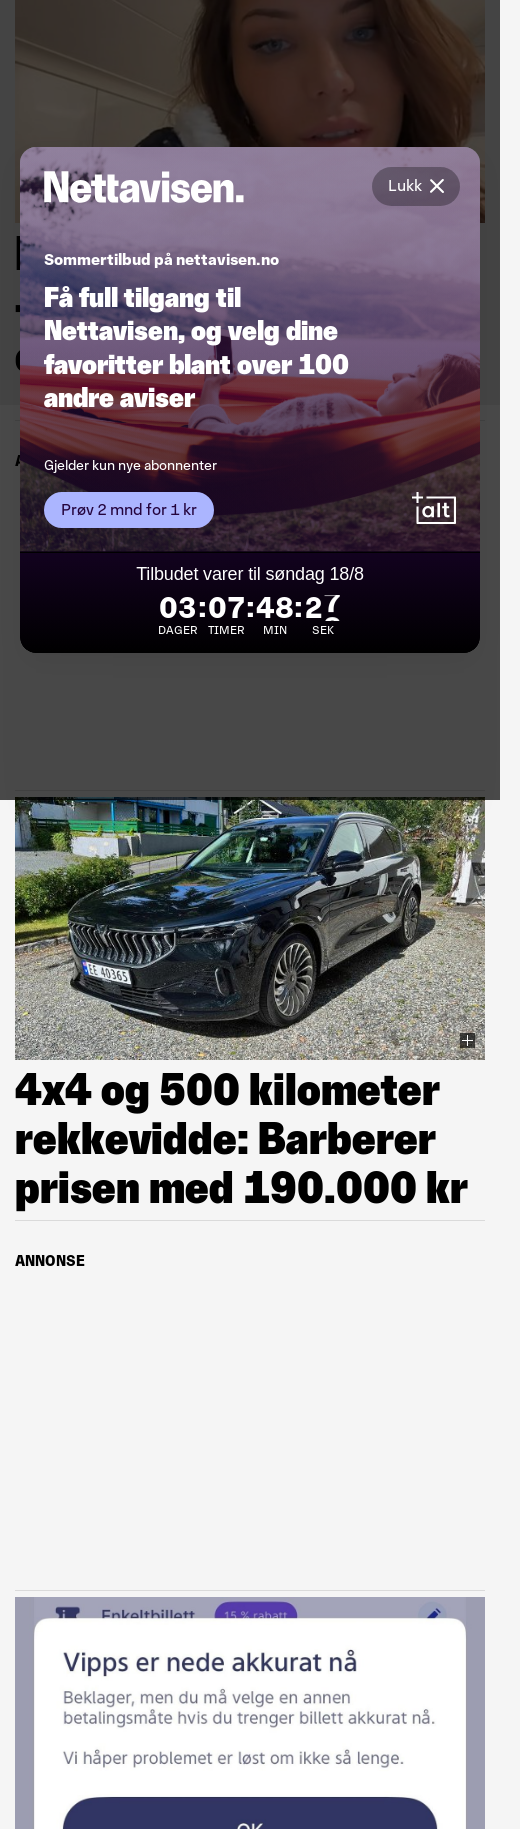 Nettavisen.
Lukk
Sommertilbud på nettavisen.no
Få full tilgang til
Nettavisen, og velg dine
favoritter blant over 100
andre aviser
Gjelder kun nye abonnenter
Prøv 2 mnd for 1 kr
+alt
Tilbudet varer til søndag 18/8
03:07:48:27
DAGER TIMER MIN SEK
EE 40365
4x4 og 500 kilometer
rekkevidde: Barberer
prisen med 190.000 kr
ANNONSE
Enkeltbillett 15 % rabatt
Vipps er nede akkurat nå
Beklager, men du må velge en annen
betalingsmåte hvis du trenger billett akkurat nå.
Vi håper problemet er løst om ikke så lenge.
OK